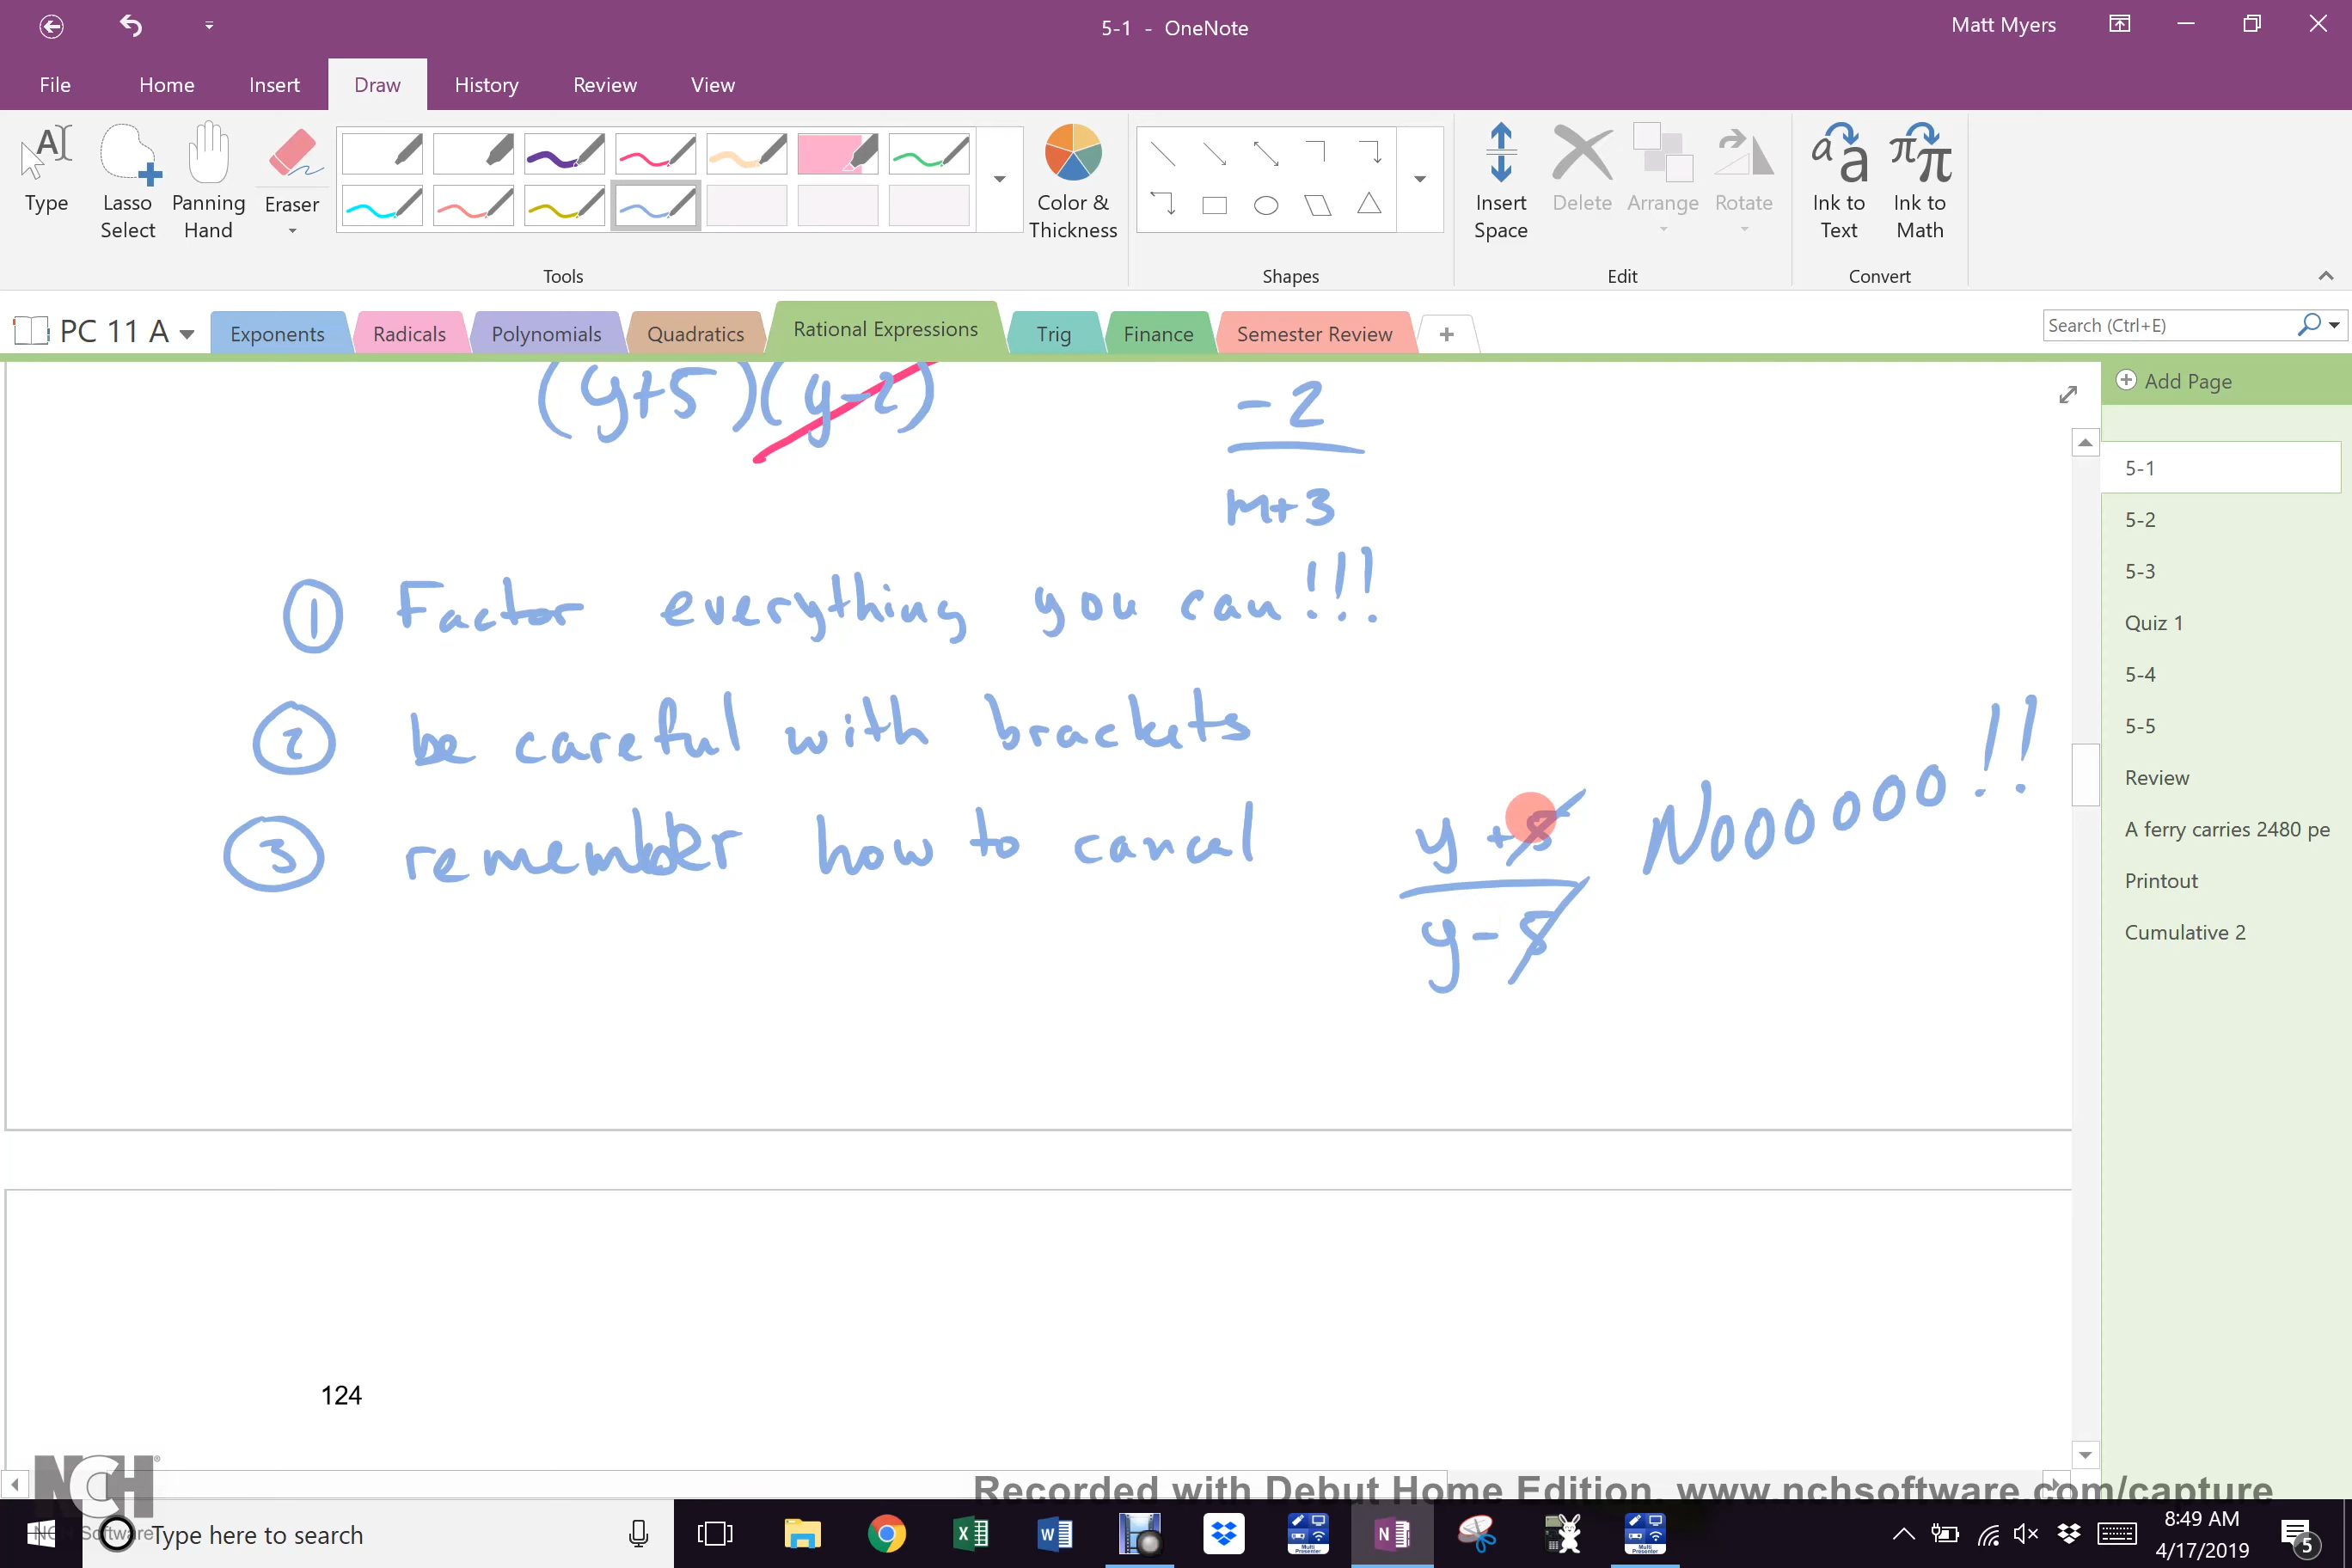 5-1 - OneNote
Matt Myers
File Home Insert Draw History Review View
Type
Lasso Select
Panning Hand
Eraser
Color & Thickness
Insert Space
Delete
Arrange
Rotate
Ink to Text
Ink to Math
Tools
Shapes
Edit
Convert
PC 11 A
Exponents Radicals Polynomials Quadratics Rational Expressions Trig Finance Semester Review +
Search (Ctrl+E)
Add Page
5-1
5-2
5-3
Quiz 1
5-4
5-5
Review
A ferry carries 2480 pe
Printout
Cumulative 2
(y+5)(y-2)
-2
m+3
① Factor everything you can!!!
② be careful with brackets
③ remember how to cancel
y + 8
y - 8
Nooooooo!!
124
NCH®
NCH Software
Recorded with Debut Home Edition. www.nchsoftware.com/capture
Type here to search
8:49 AM
4/17/2019
5